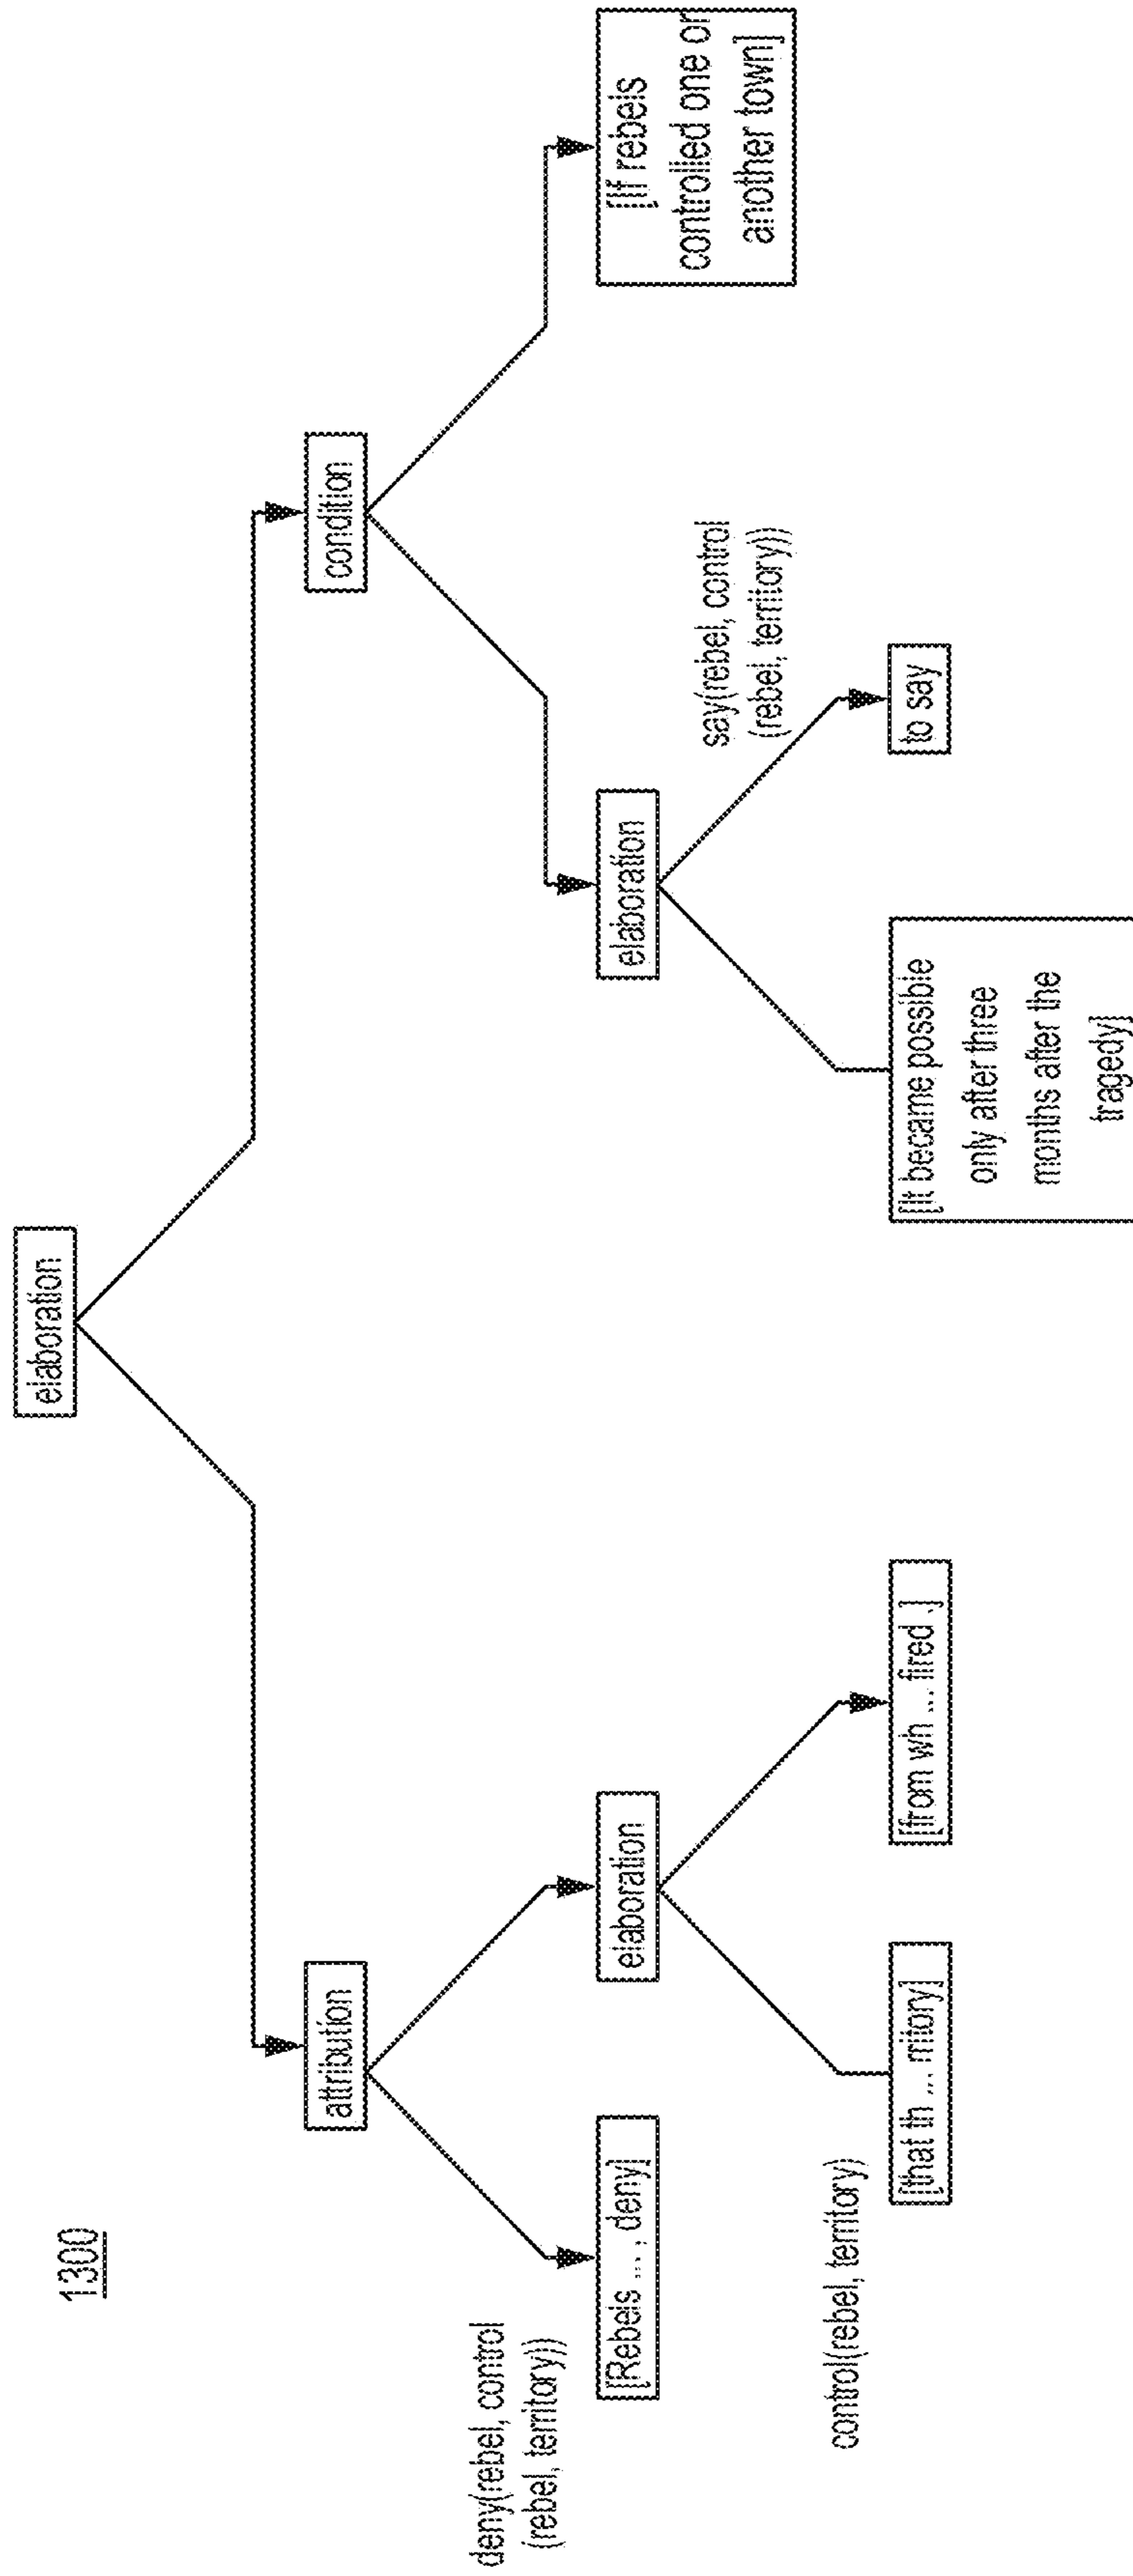 1300
elaboration
attribution
condition
deny(rebel, control
(rebel, territory))
[Rebels ... , deny]
elaboration
elaboration
[If rebels
controlled one or
another town]
control(rebel, territory)
say(rebel, control
(rebel, territory))
[that th ... rritory]
[from wh ... fired .]
[It became possible
only after three
months after the
tragedy]
to say